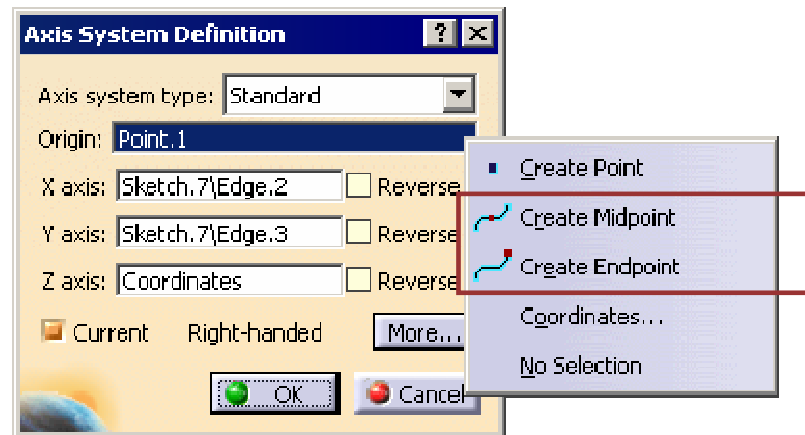 Axis System Definition
Axis system type: Standard
Origin: Point.1
X axis: Sketch.7\Edge.2 Reverse
Y axis: Sketch.7\Edge.3 Reverse
Z axis: Coordinates Reverse
Current Right-handed More...
OK Cancel
Create Point
Create Midpoint
Create Endpoint
Coordinates...
No Selection